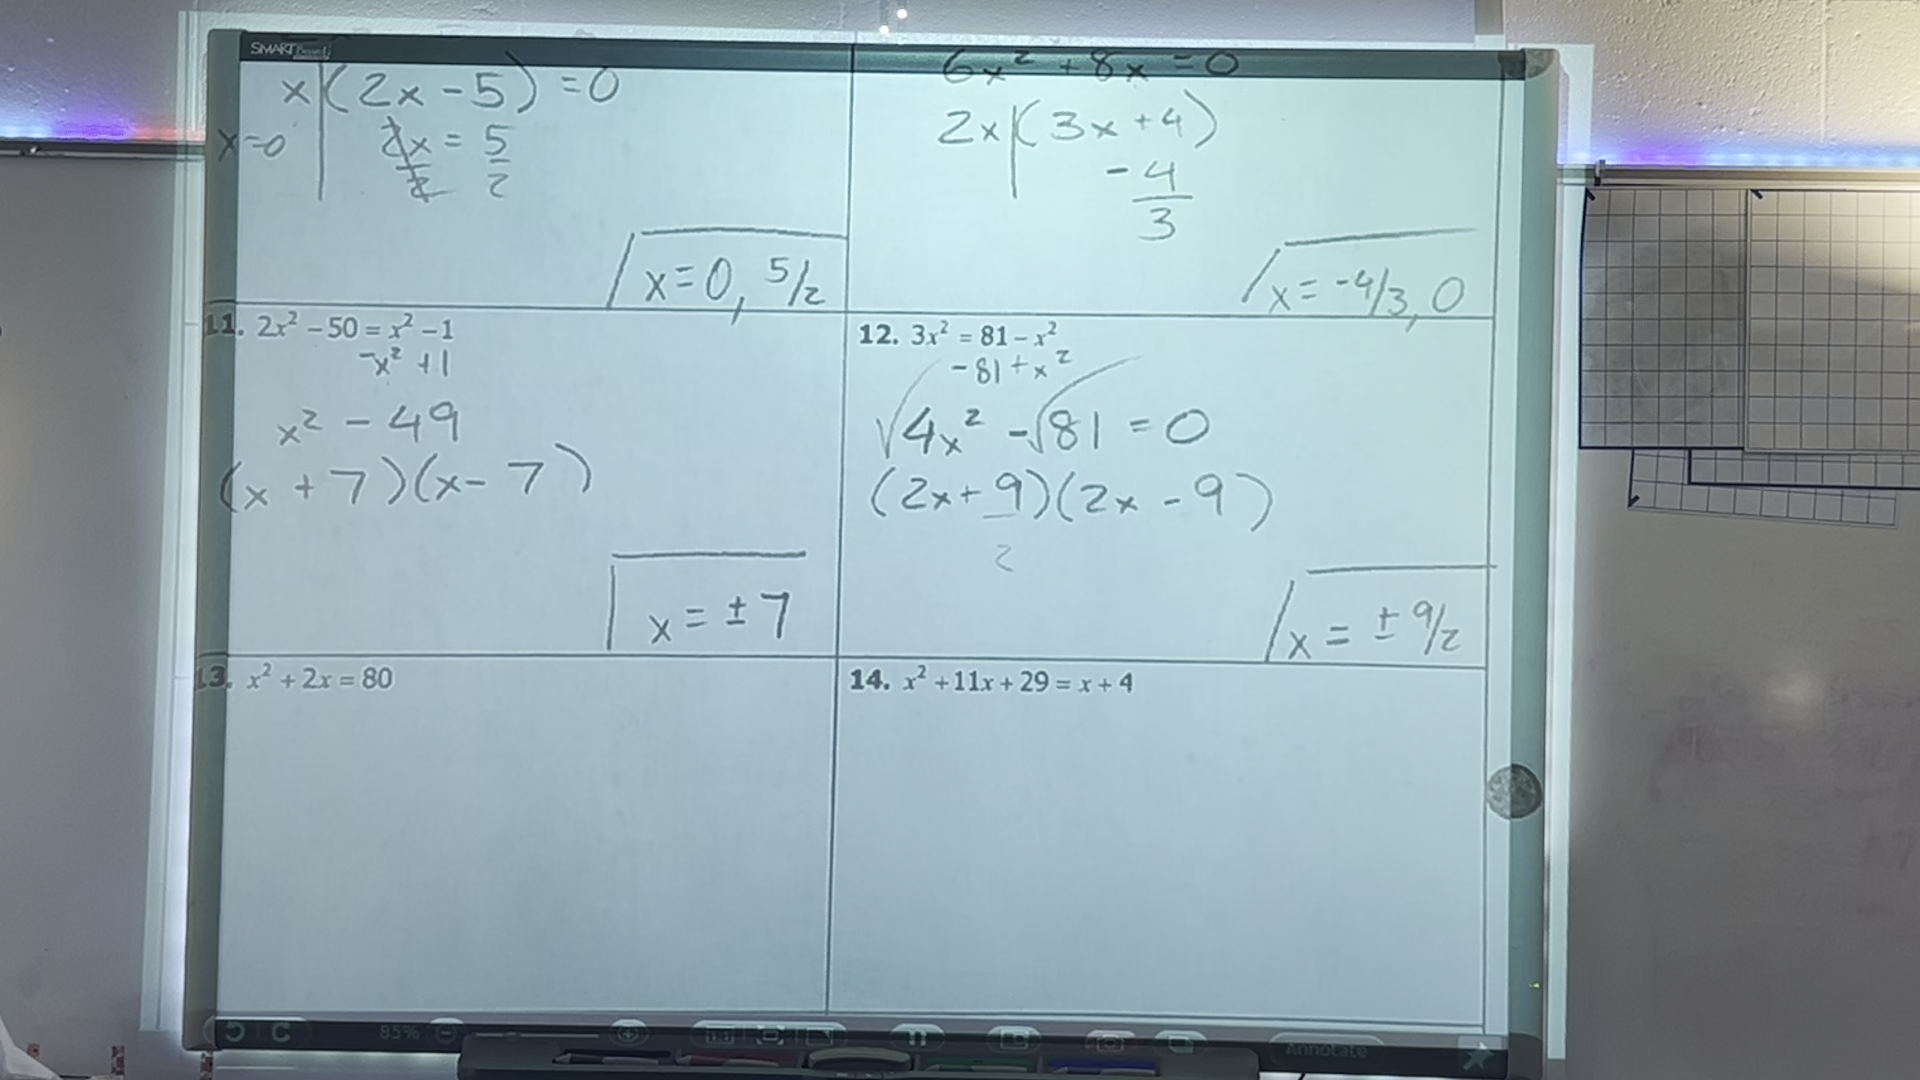 SMART Board
x(2x-5)=0
x=0
2x = 5
2 2
x=0, 5/2
6x² + 8x = 0
2x(3x+4)
-4
3
x = -4/3, 0
11. 2x² – 50 = x² – 1
-x² +1
x² - 49
(x + 7)(x - 7)
x = ± 7
12. 3x² = 81 – x²
-81 + x²
√4x² - √81 = 0
(2x + 9)(2x - 9)
2
x = ± 9/2
13. x² + 2x = 80
14. x² + 11x + 29 = x + 4
85%
Annotate